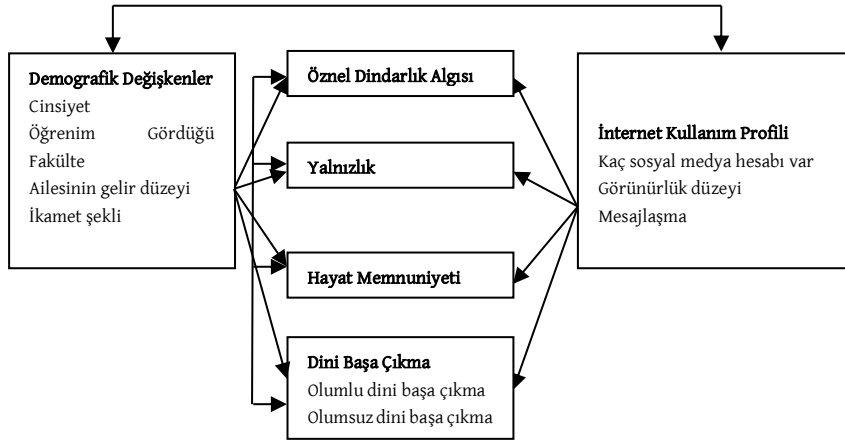 Demografik Değişkenler
Cinsiyet
Öğrenim Gördüğü
Fakülte
Ailesinin gelir düzeyi
İkamet şekli
Öznel Dindarlık Algısı
Yalnızlık
Hayat Memnuniyeti
Dini Başa Çıkma
Olumlu dini başa çıkma
Olumsuz dini başa çıkma
İnternet Kullanım Profili
Kaç sosyal medya hesabı var
Görünürlük düzeyi
Mesajlaşma